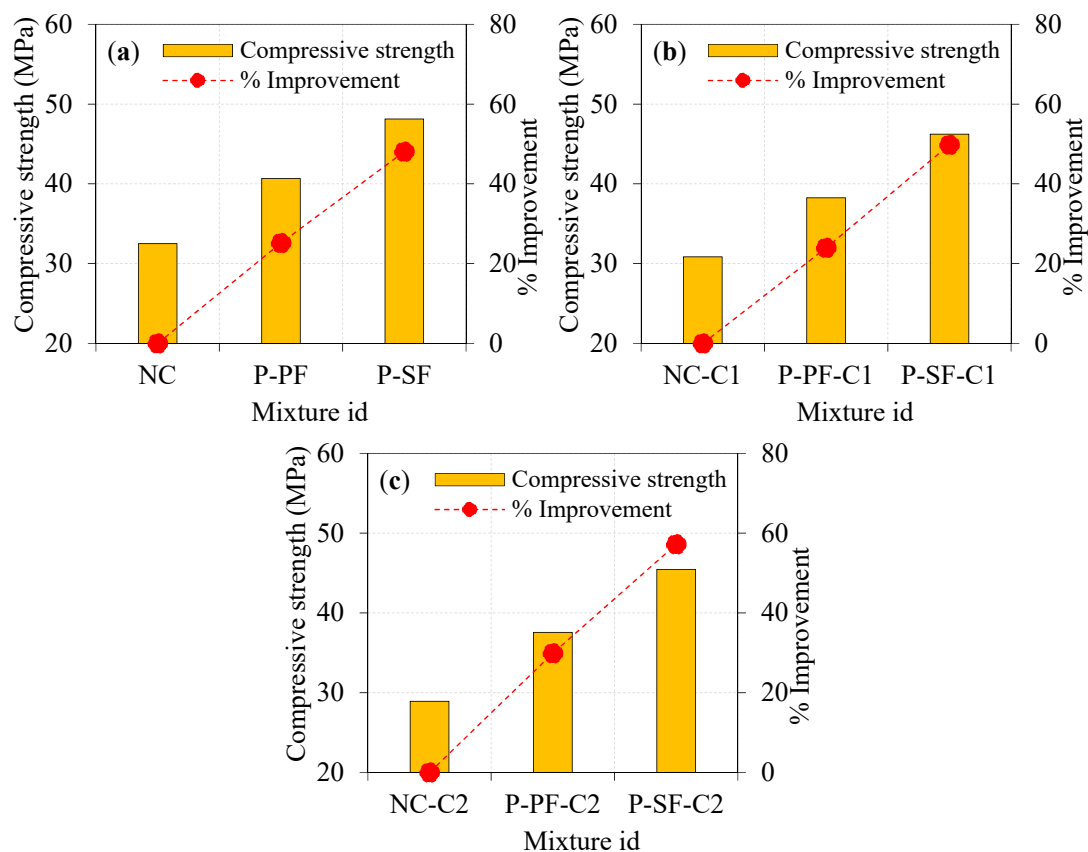 (a)
Compressive strength
% Improvement
60
50
40
30
20
80
60
40
20
0
Compressive strength (MPa)
% Improvement
NC P-PF P-SF
Mixture id
(b)
Compressive strength
% Improvement
60
50
40
30
20
80
60
40
20
0
Compressive strength (MPa)
% Improvement
NC-C1 P-PF-C1 P-SF-C1
Mixture id
(c)
Compressive strength
% Improvement
60
50
40
30
20
80
60
40
20
0
Compressive strength (MPa)
% Improvement
NC-C2 P-PF-C2 P-SF-C2
Mixture id